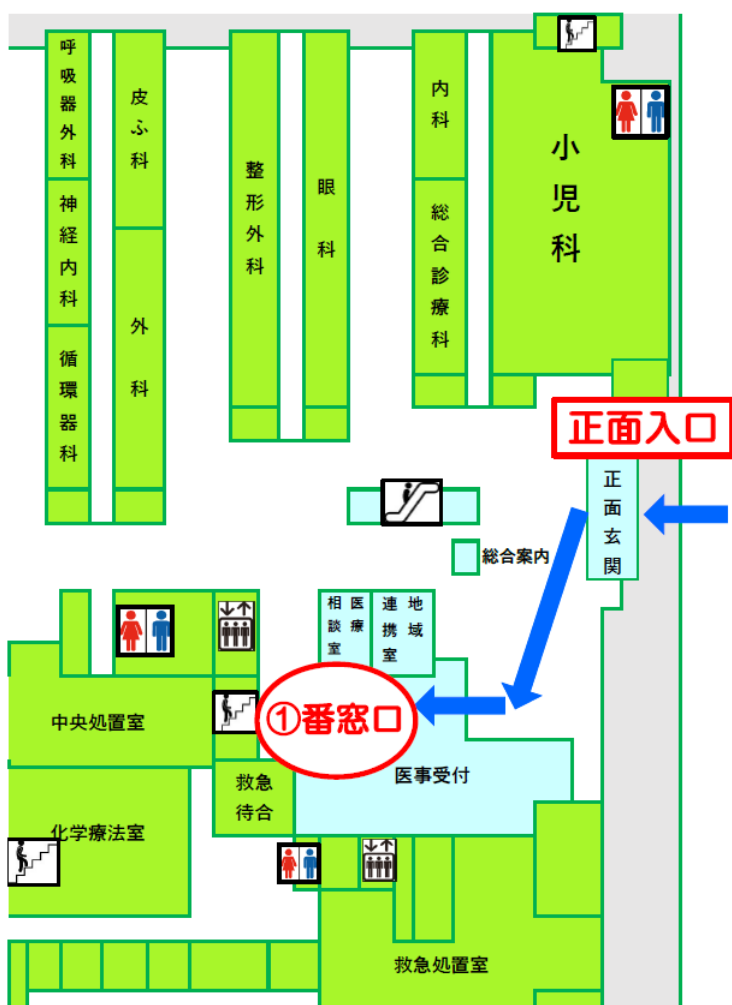 呼吸器外科
神経内科
循環器科
皮ふ科
外科
整形外科
眼科
内科
総合診療科
小児科
正面入口
正面玄関
総合案内
医療相談室
地域連携室
①番窓口
中央処置室
医事受付
救急
待合
化学療法室
救急処置室